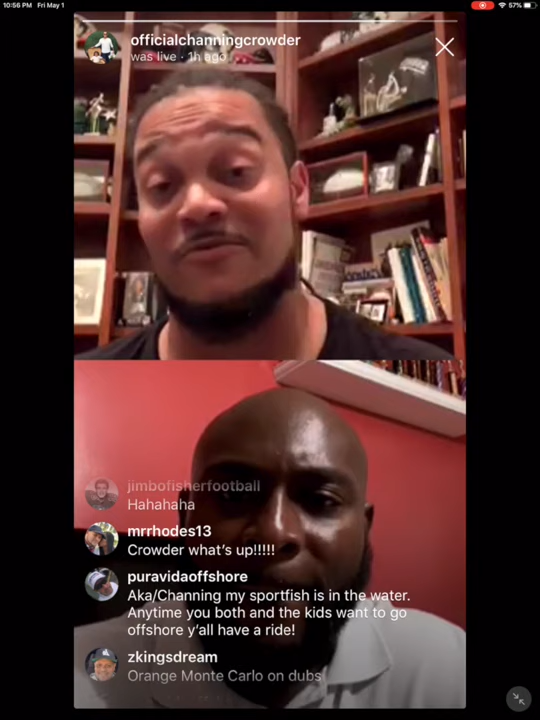 10:56 PM Fri May 1
57%
officialchanningcrowder
was live · 1h ago
jimbofisherfootball
Hahahaha
mrrhodes13
Crowder what's up!!!!!
puravidaoffshore
Aka/Channing my sportfish is in the water.
Anytime you both and the kids want to go
offshore y'all have a ride!
zkingsdream
Orange Monte Carlo on dubs